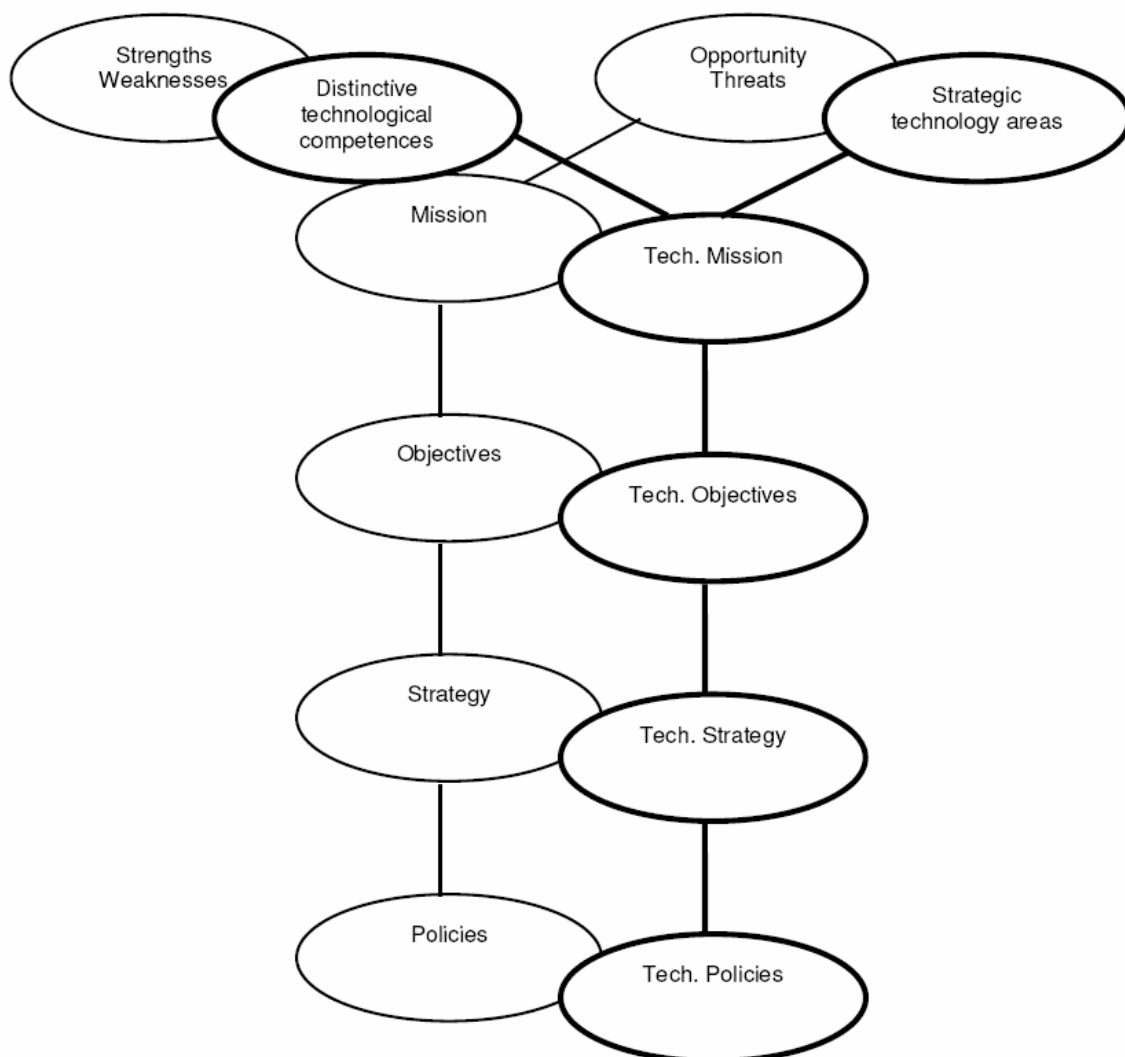 Strengths
Weaknesses
Distinctive
technological
competences
Opportunity
Threats
Strategic
technology areas
Mission
Tech. Mission
Objectives
Tech. Objectives
Strategy
Tech. Strategy
Policies
Tech. Policies